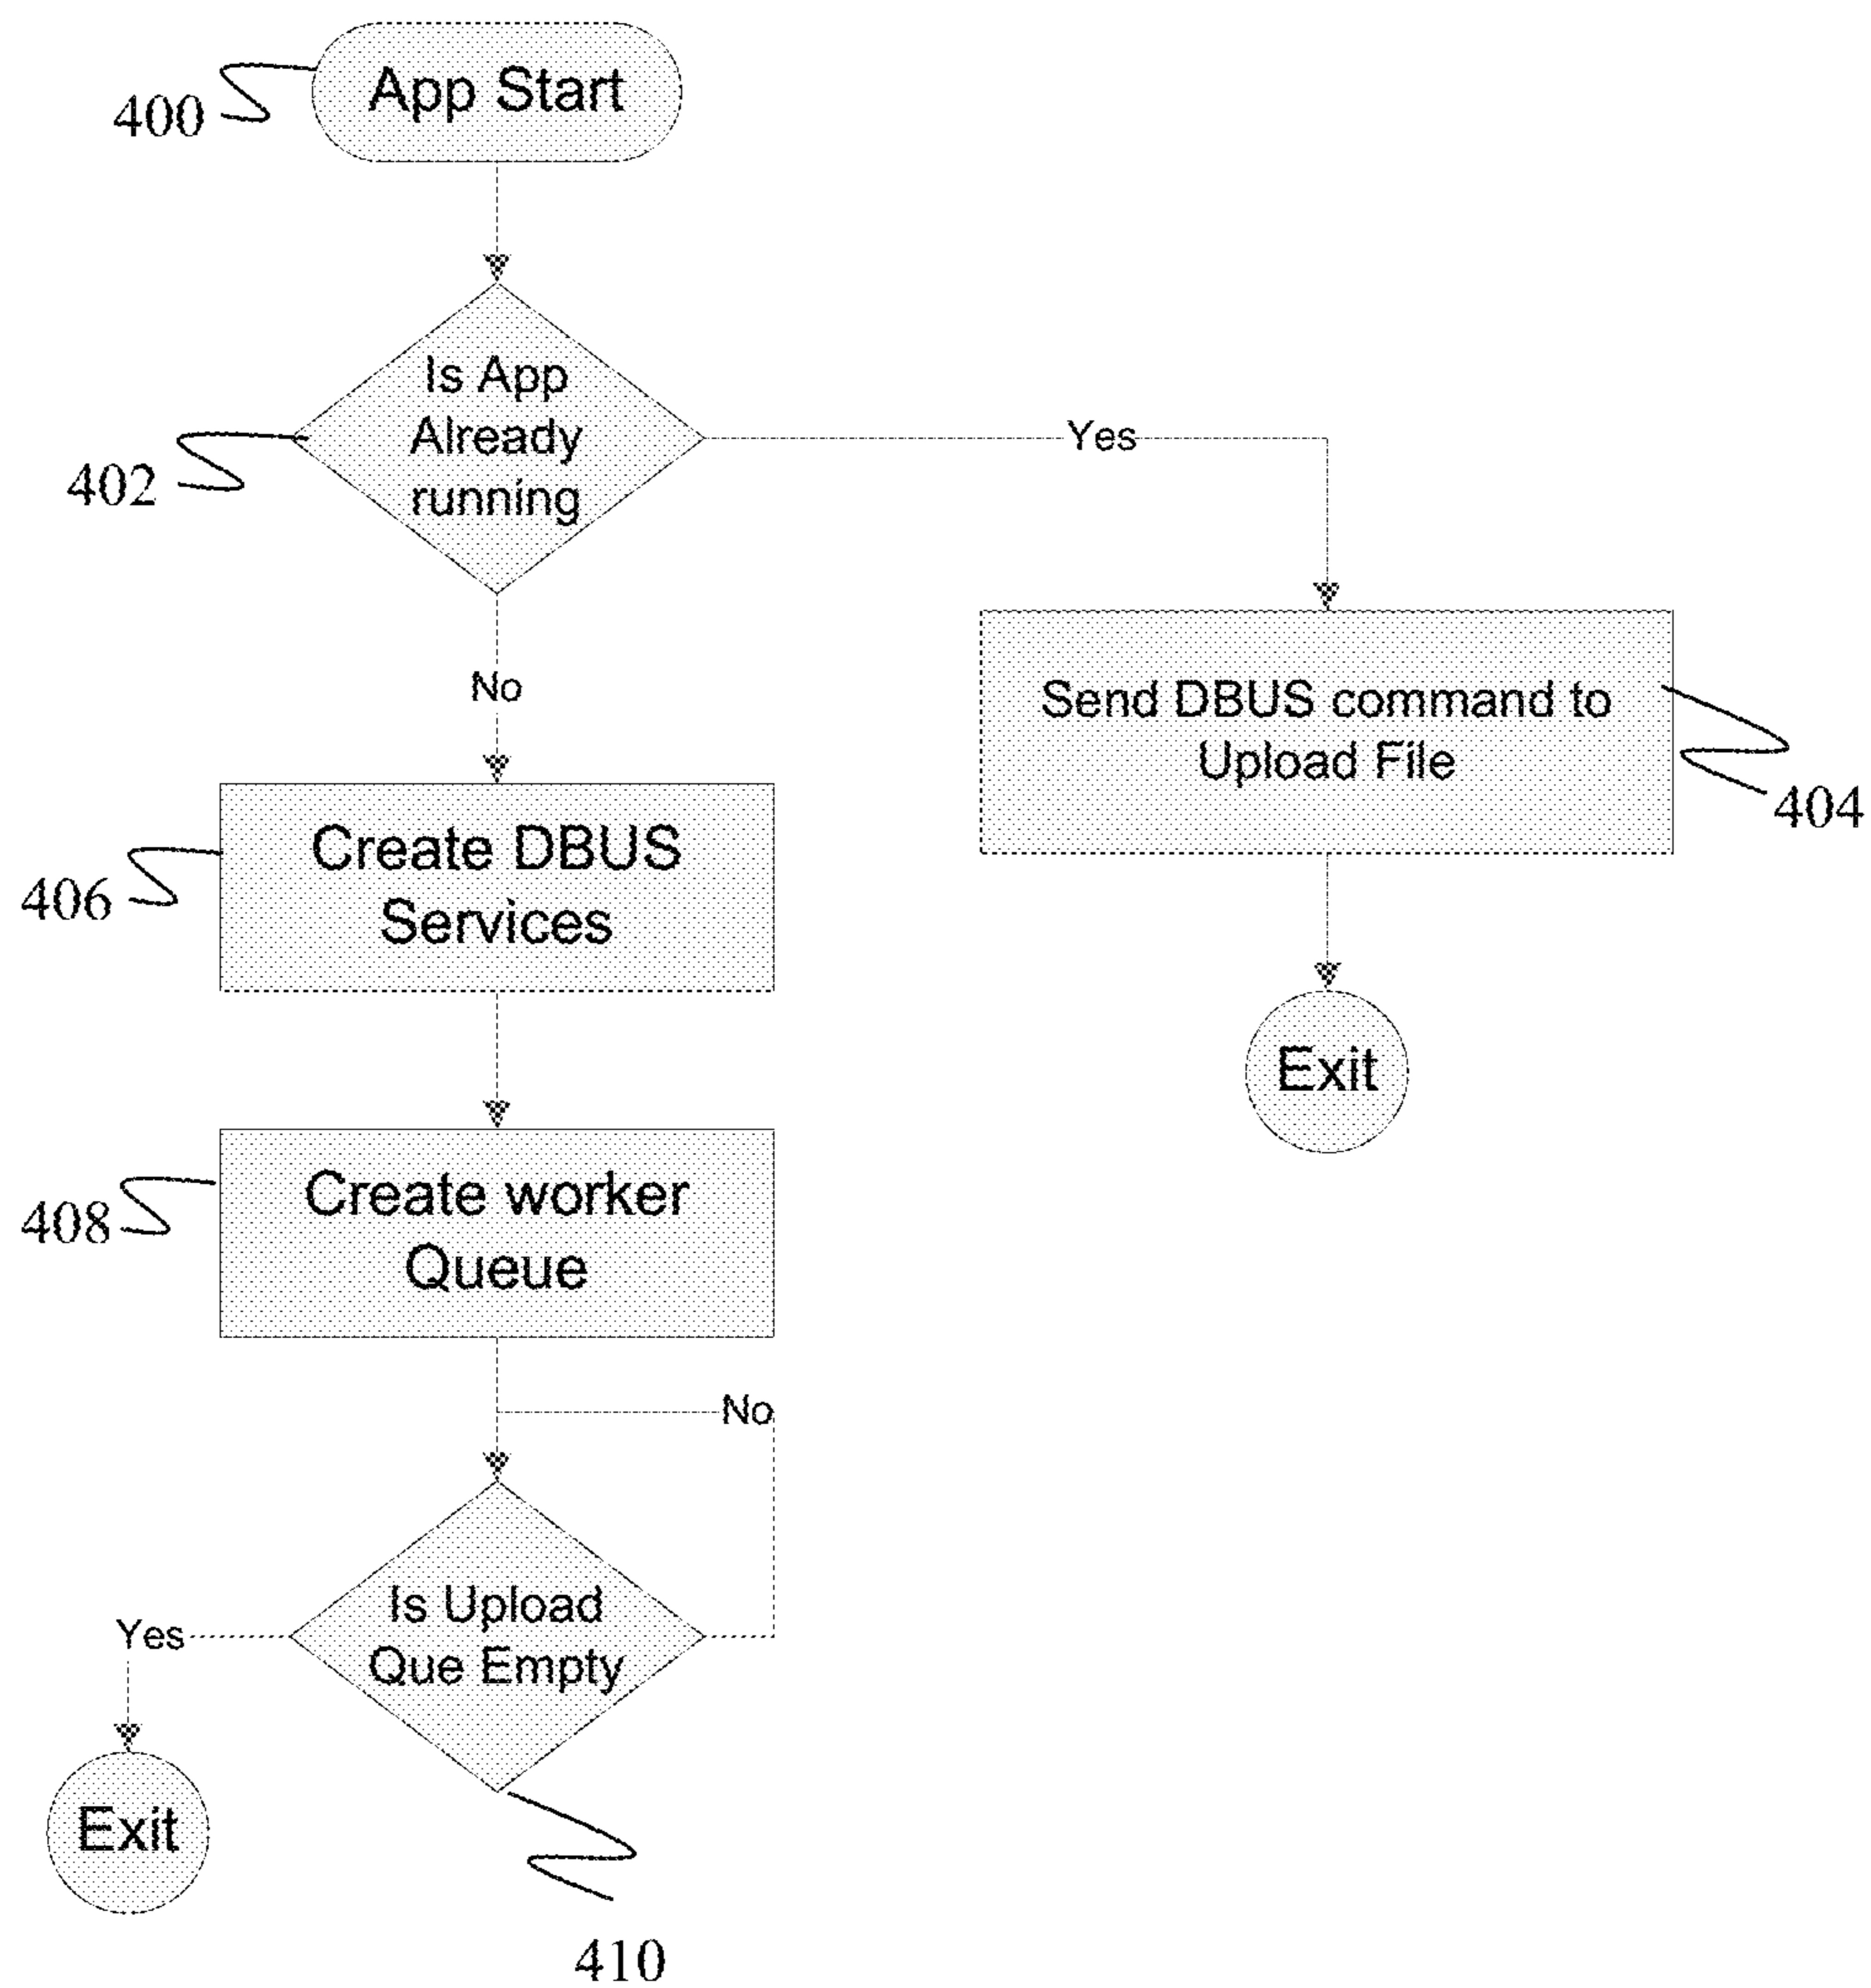 App Start
400
Is App
Already
running
402
Yes
No
Send DBUS command to
Upload File
404
Create DBUS
Services
406
Exit
Create worker
Queue
408
No
Is Upload
Que Empty
Yes
Exit
410